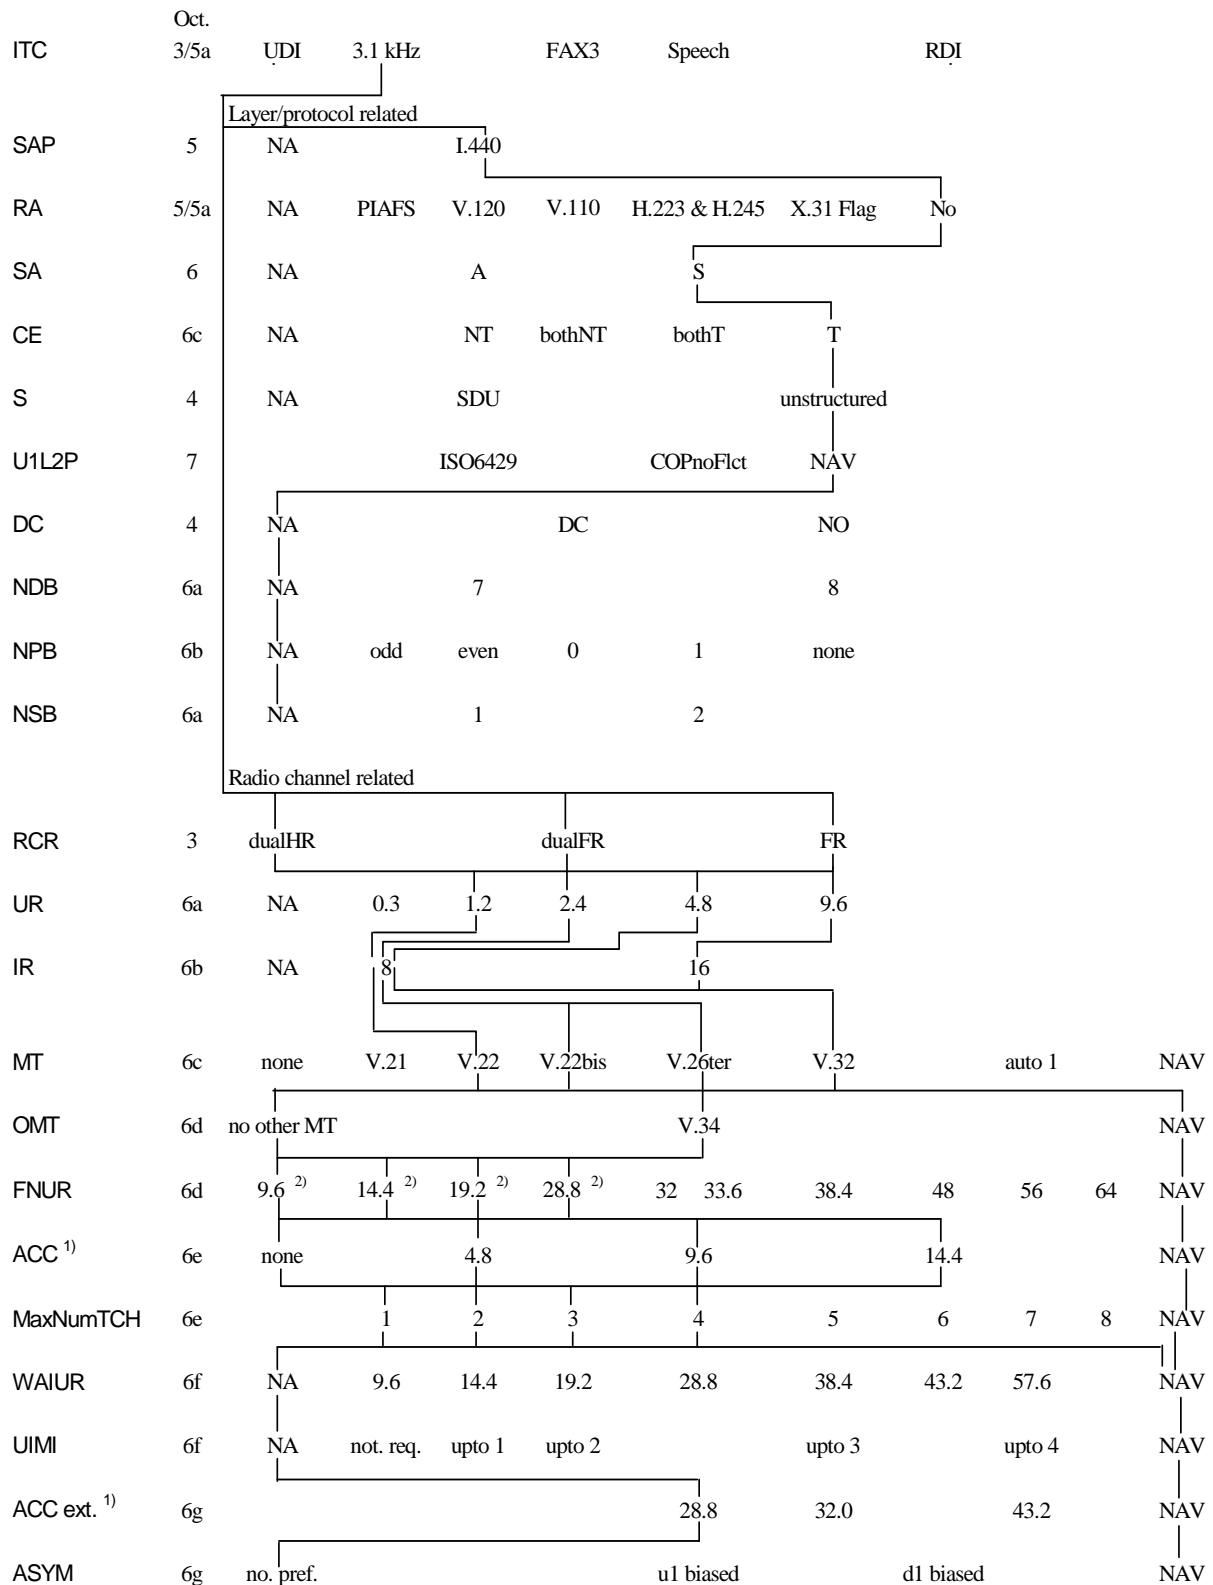 Oct.
ITC 3/5a UDI 3.1 kHz FAX3 Speech RDI
Layer/protocol related
SAP 5 NA I.440
RA 5/5a NA PIAFS V.120 V.110 H.223 & H.245 X.31 Flag No
SA 6 NA A S
CE 6c NA NT bothNT bothT T
S 4 NA SDU unstructured
U1L2P 7 ISO6429 COPnoFlct NAV
DC 4 NA DC NO
NDB 6a NA 7 8
NPB 6b NA odd even 0 1 none
NSB 6a NA 1 2
Radio channel related
RCR 3 dualHR dualFR FR
UR 6a NA 0.3 1.2 2.4 4.8 9.6
IR 6b NA 8 16
MT 6c none V.21 V.22 V.22bis V.26ter V.32 auto 1 NAV
OMT 6d no other MT V.34 NAV
FNUR 6d 9.6 2) 14.4 2) 19.2 2) 28.8 2) 32 33.6 38.4 48 56 64 NAV
ACC 1) 6e none 4.8 9.6 14.4 NAV
MaxNumTCH 6e 1 2 3 4 5 6 7 8 NAV
WAIUR 6f NA 9.6 14.4 19.2 28.8 38.4 43.2 57.6 NAV
UIMI 6f NA not. req. upto 1 upto 2 upto 3 upto 4 NAV
ACC ext. 1) 6g 28.8 32.0 43.2 NAV
ASYM 6g no. pref. u1 biased d1 biased NAV